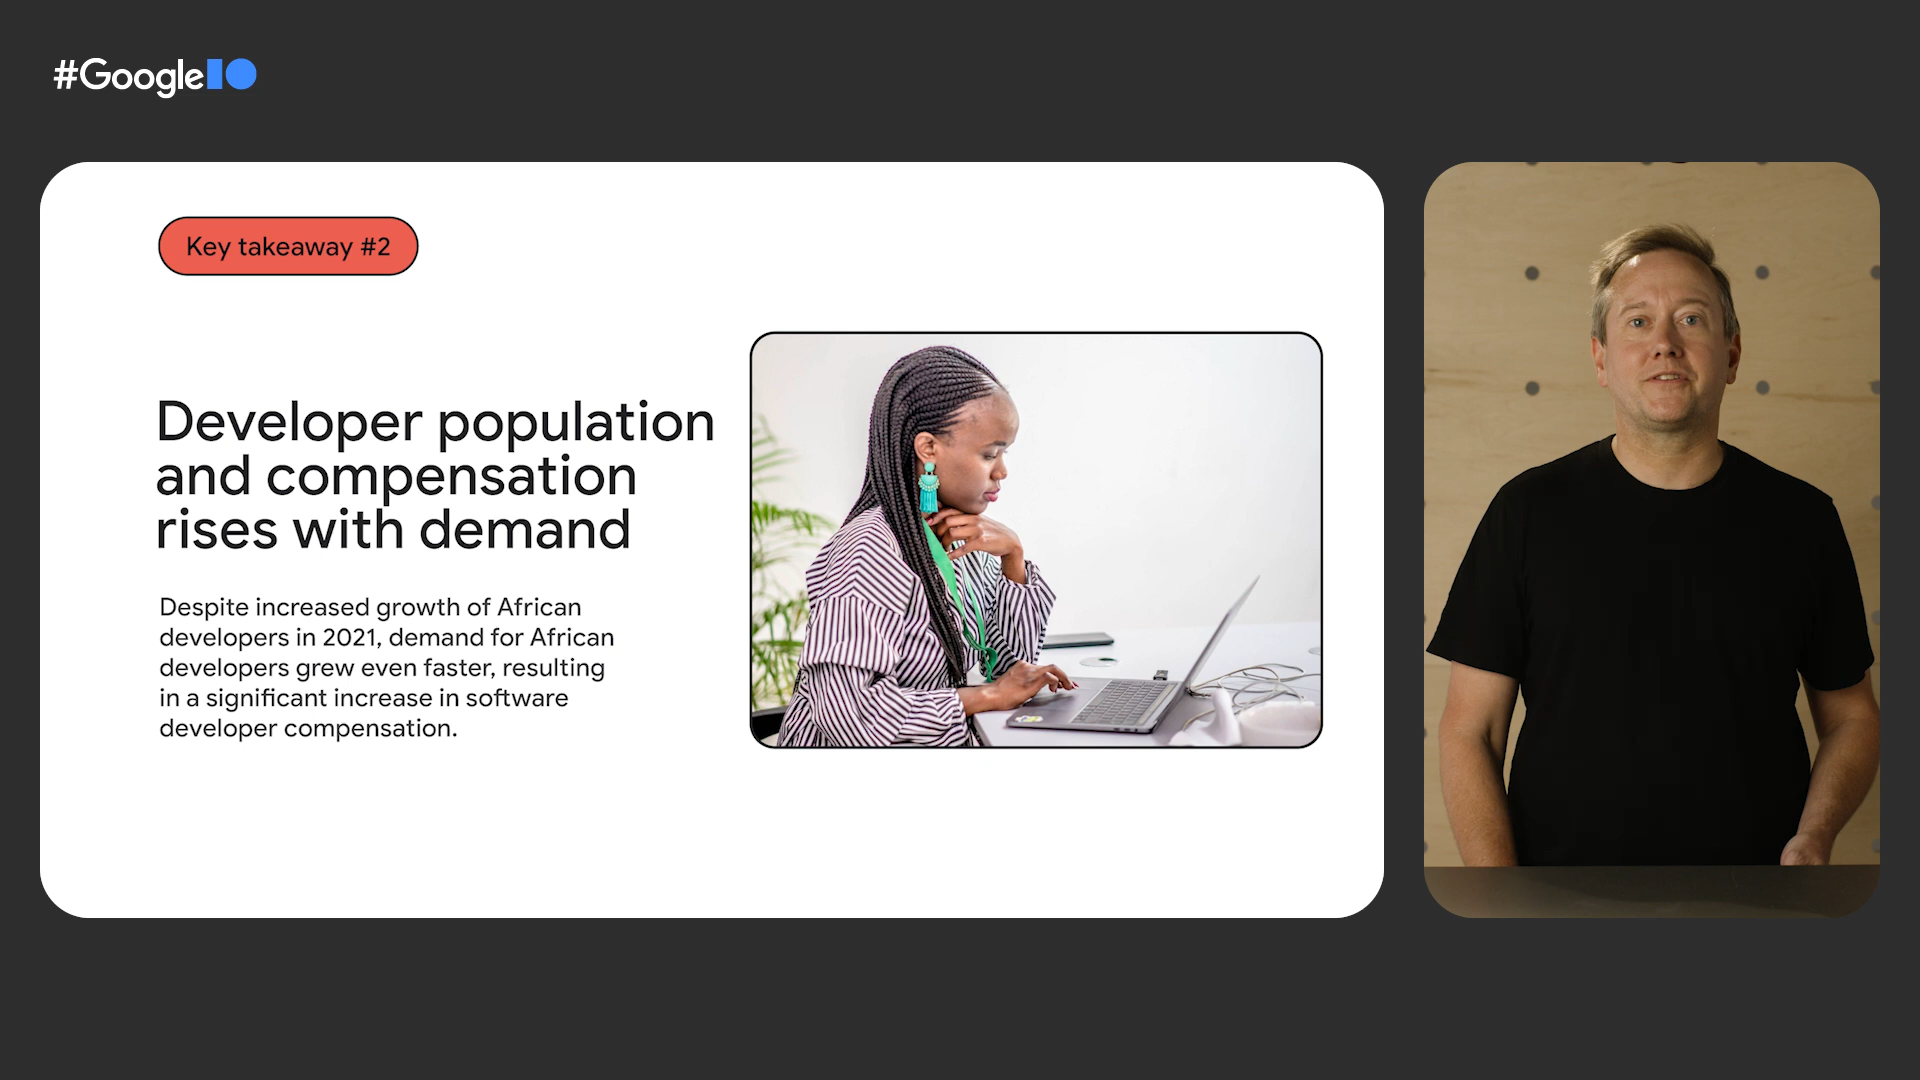 #GoogleIO
Key takeaway #2
Developer population
and compensation
rises with demand
Despite increased growth of African
developers in 2021, demand for African
developers grew even faster, resulting
in a significant increase in software
developer compensation.